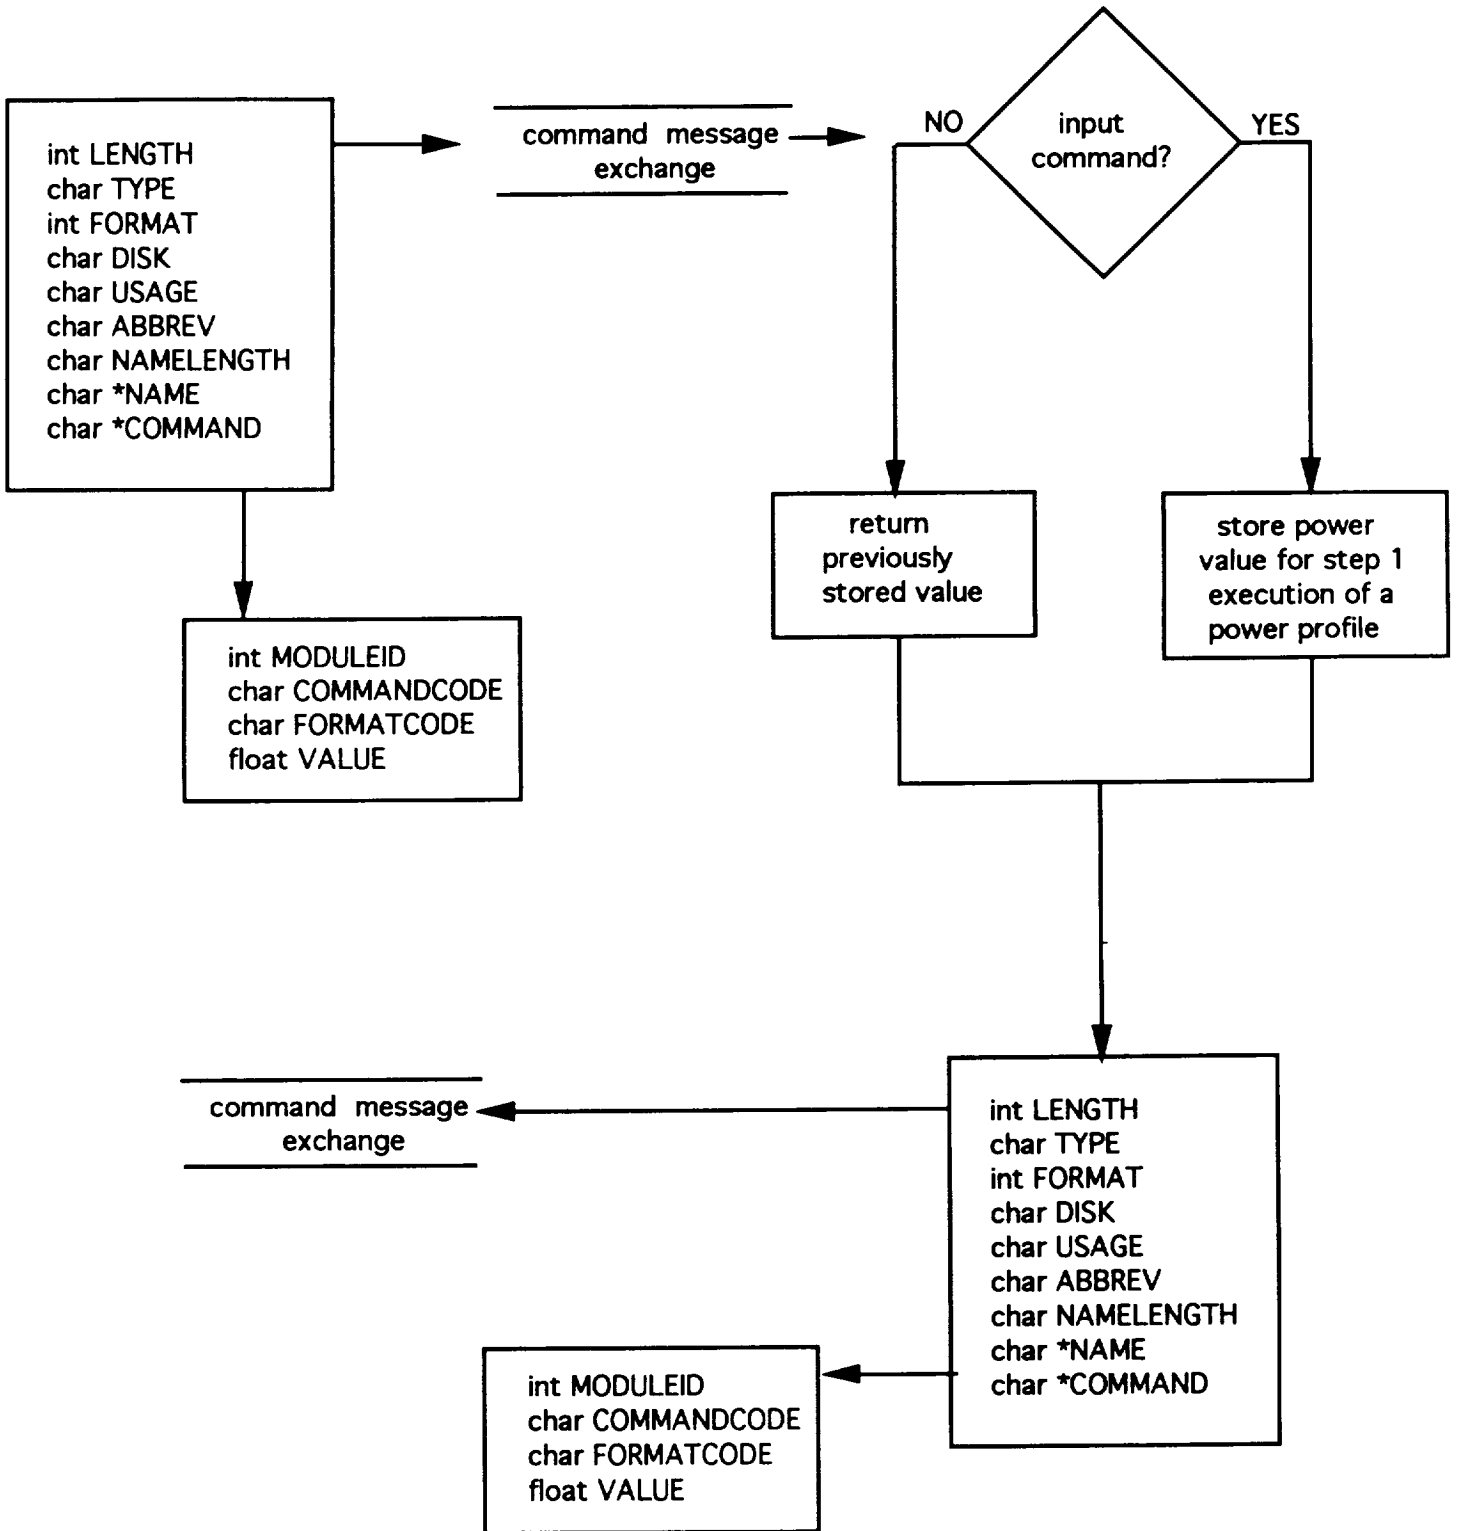 int LENGTH
char TYPE
int FORMAT
char DISK
char USAGE
char ABBREV
char NAMELENGTH
char *NAME
char *COMMAND
command message
exchange
NO
input
command?
YES
int MODULEID
char COMMANDCODE
char FORMATCODE
float VALUE
return
previously
stored value
store power
value for step 1
execution of a
power profile
command message
exchange
int LENGTH
char TYPE
int FORMAT
char DISK
char USAGE
char ABBREV
char NAMELENGTH
char *NAME
char *COMMAND
int MODULEID
char COMMANDCODE
char FORMATCODE
float VALUE